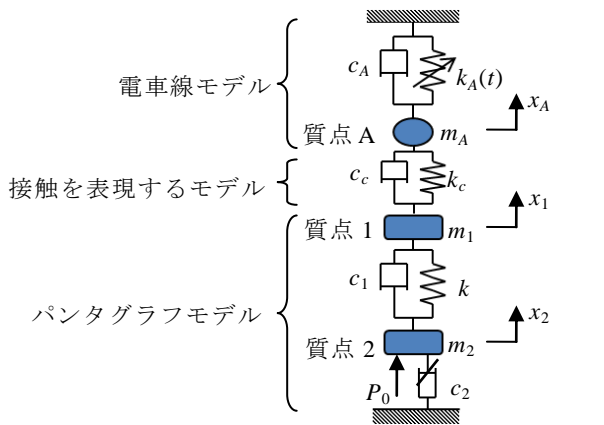 電車線モデル
c_A
k_A(t)
x_A
質点 A
m_A
接触を表現するモデル
c_c
k_c
x_1
質点 1
m_1
パンタグラフモデル
c_1
k
x_2
質点 2
m_2
P_0
c_2